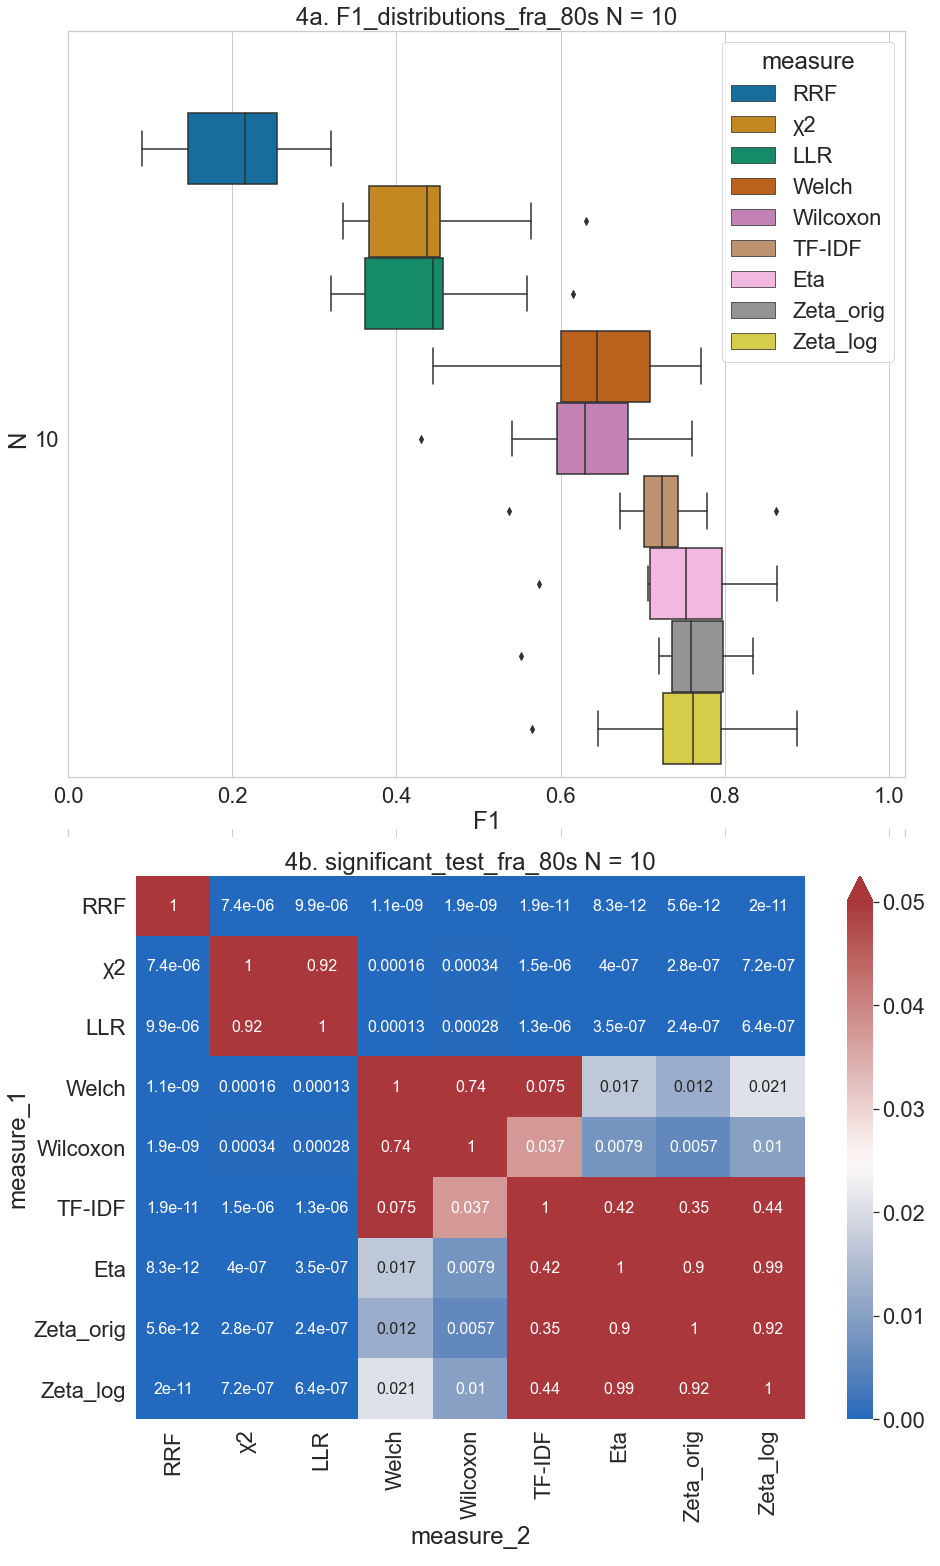 4a. F1_distributions_fra_80s N = 10
measure
RRF
χ2
LLR
Welch
Wilcoxon
TF-IDF
Eta
Zeta_orig
Zeta_log
N
10
0.0 0.2 0.4 0.6 0.8 1.0
F1
4b. significant_test_fra_80s N = 10
measure_1
RRF 1 7.4e-06 9.9e-06 1.1e-09 1.9e-09 1.9e-11 8.3e-12 5.6e-12 2e-11
χ2 7.4e-06 1 0.92 0.00016 0.00034 1.5e-06 4e-07 2.8e-07 7.2e-07
LLR 9.9e-06 0.92 1 0.00013 0.00028 1.3e-06 3.5e-07 2.4e-07 6.4e-07
Welch 1.1e-09 0.00016 0.00013 1 0.74 0.075 0.017 0.012 0.021
Wilcoxon 1.9e-09 0.00034 0.00028 0.74 1 0.037 0.0079 0.0057 0.01
TF-IDF 1.9e-11 1.5e-06 1.3e-06 0.075 0.037 1 0.42 0.35 0.44
Eta 8.3e-12 4e-07 3.5e-07 0.017 0.0079 0.42 1 0.9 0.99
Zeta_orig 5.6e-12 2.8e-07 2.4e-07 0.012 0.0057 0.35 0.9 1 0.92
Zeta_log 2e-11 7.2e-07 6.4e-07 0.021 0.01 0.44 0.99 0.92 1
RRF χ2 LLR Welch Wilcoxon TF-IDF Eta Zeta_orig Zeta_log
measure_2
0.05
0.04
0.03
0.02
0.01
0.00